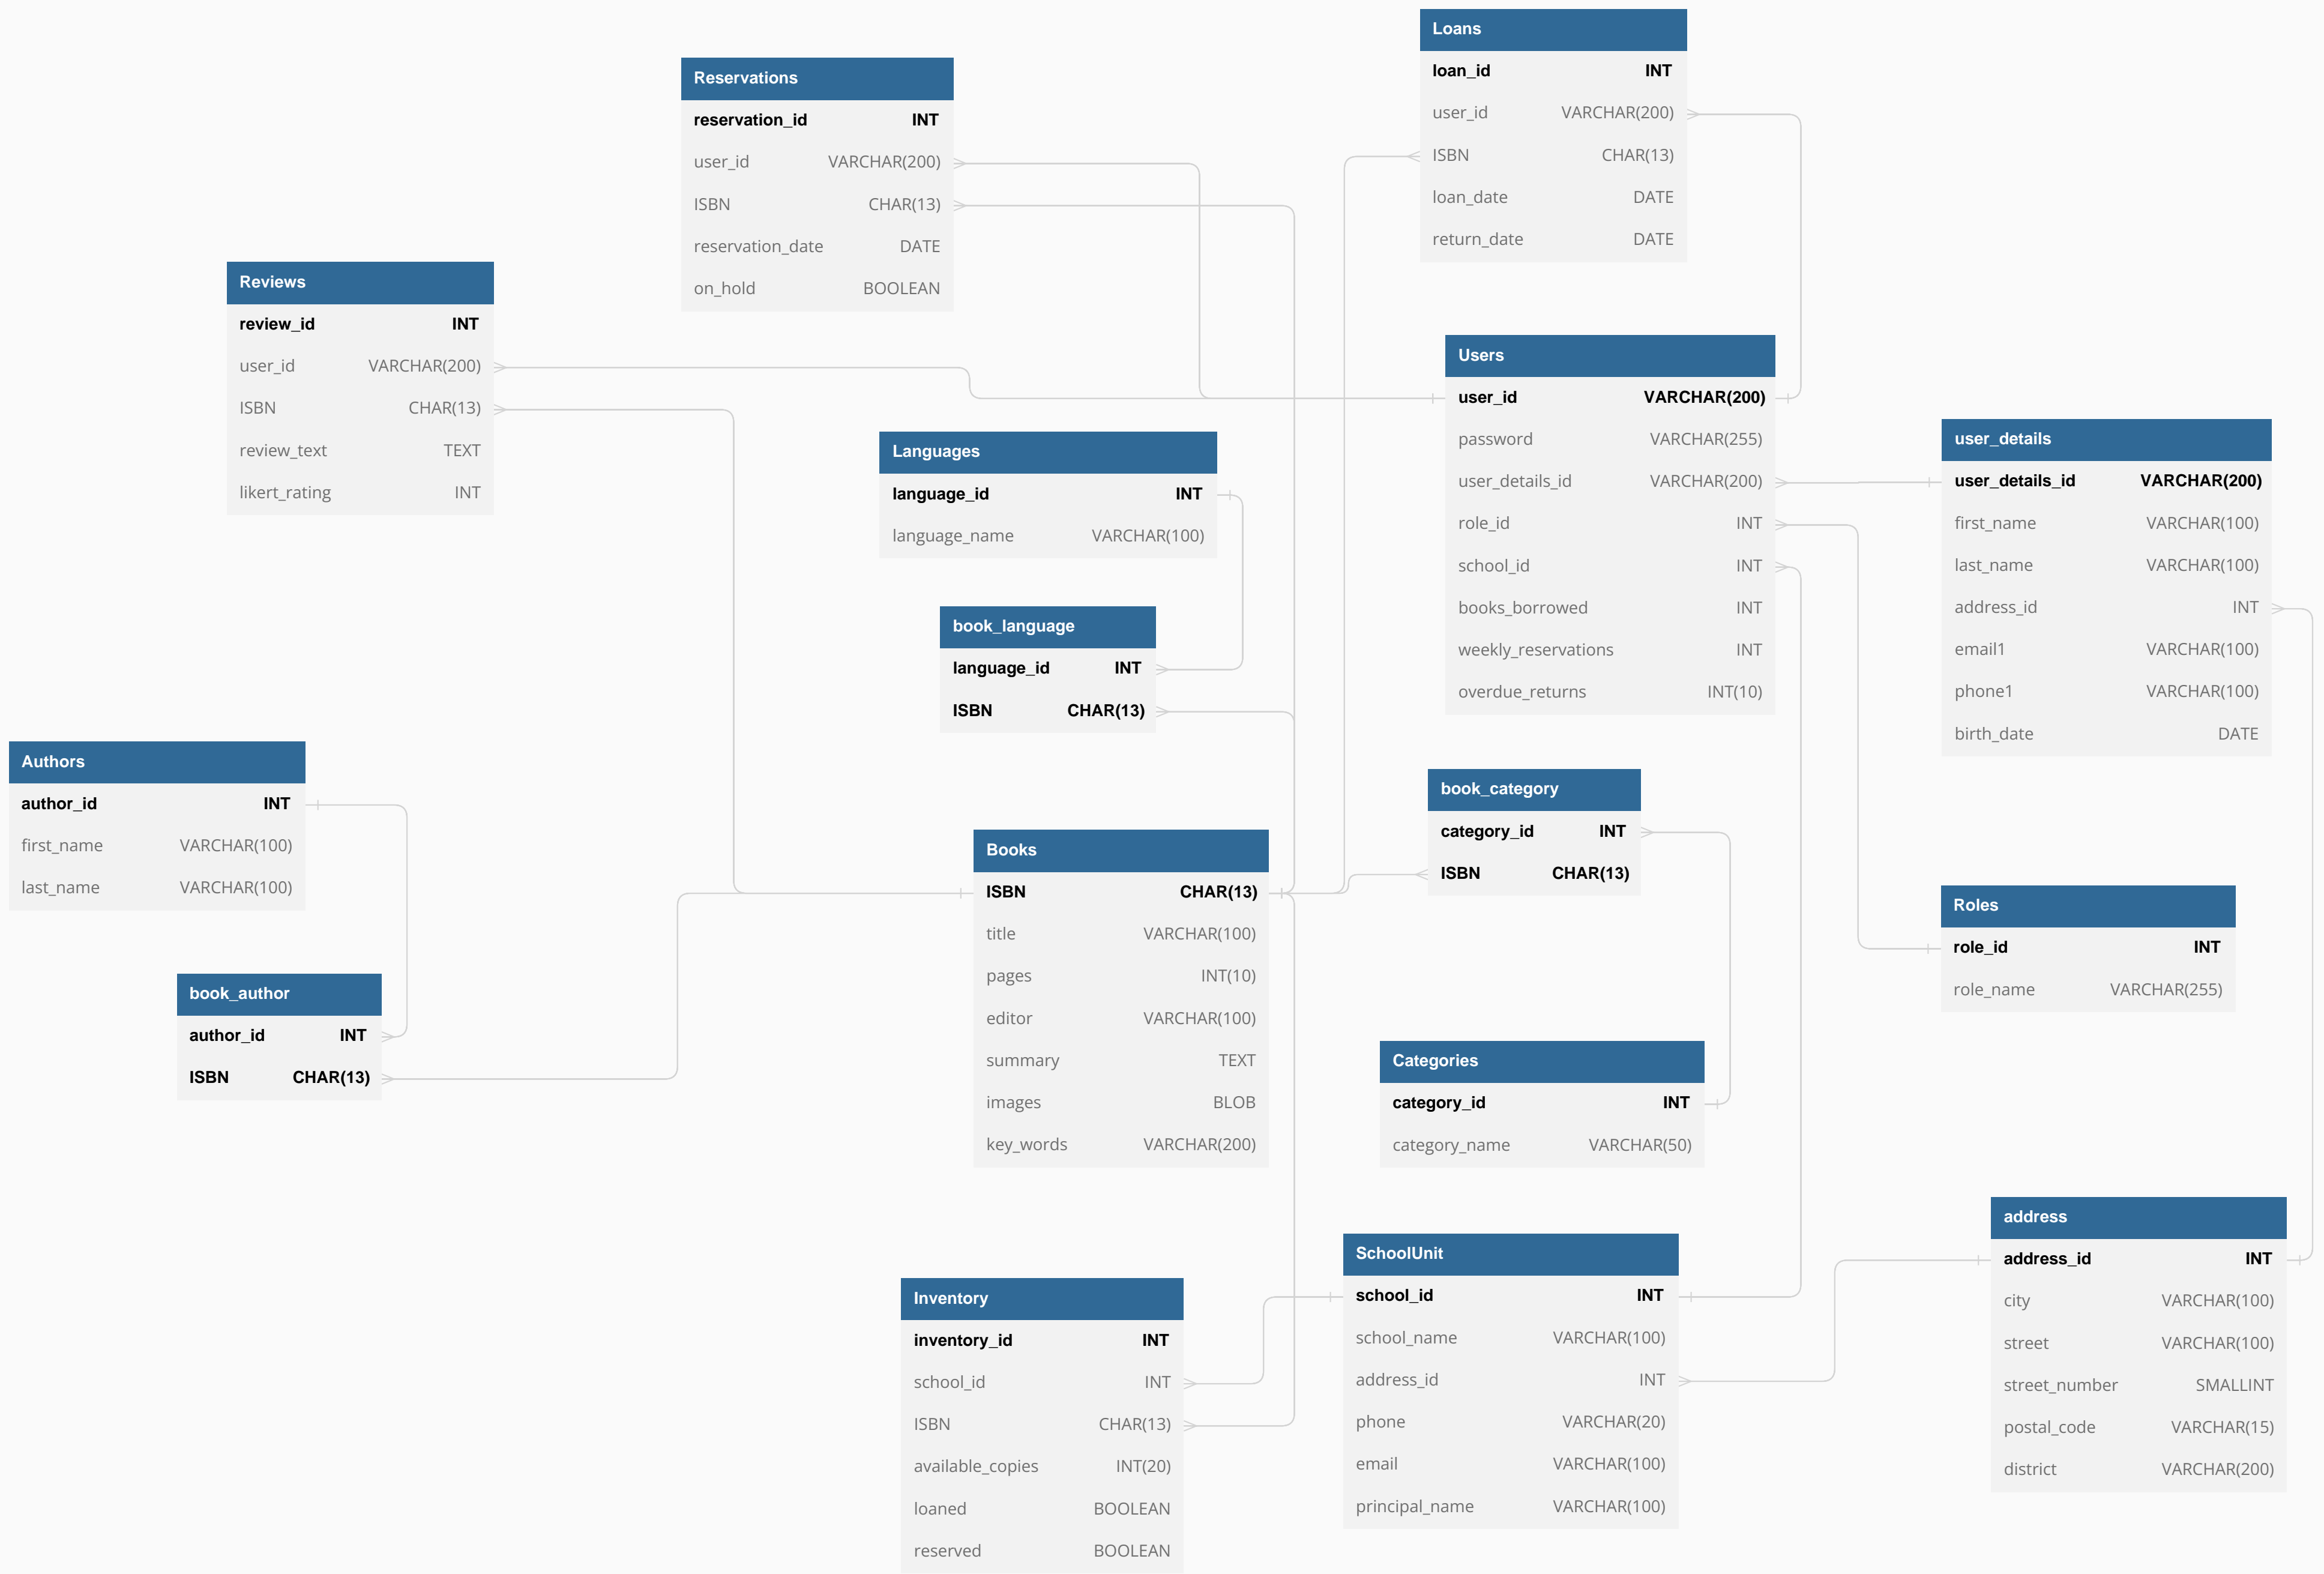 Loans
loan_id INT
user_id VARCHAR(200)
ISBN CHAR(13)
loan_date DATE
return_date DATE
Reservations
reservation_id INT
user_id VARCHAR(200)
ISBN CHAR(13)
reservation_date DATE
on_hold BOOLEAN
Reviews
review_id INT
user_id VARCHAR(200)
ISBN CHAR(13)
review_text TEXT
likert_rating INT
Users
user_id VARCHAR(200)
password VARCHAR(255)
user_details_id VARCHAR(200)
role_id INT
school_id INT
books_borrowed INT
weekly_reservations INT
overdue_returns INT(10)
user_details
user_details_id VARCHAR(200)
first_name VARCHAR(100)
last_name VARCHAR(100)
address_id INT
email1 VARCHAR(100)
phone1 VARCHAR(100)
birth_date DATE
Languages
language_id INT
language_name VARCHAR(100)
book_language
language_id INT
ISBN CHAR(13)
Authors
author_id INT
first_name VARCHAR(100)
last_name VARCHAR(100)
book_category
category_id INT
ISBN CHAR(13)
Books
ISBN CHAR(13)
title VARCHAR(100)
pages INT(10)
editor VARCHAR(100)
summary TEXT
images BLOB
key_words VARCHAR(200)
Roles
role_id INT
role_name VARCHAR(255)
book_author
author_id INT
ISBN CHAR(13)
Categories
category_id INT
category_name VARCHAR(50)
address
address_id INT
city VARCHAR(100)
street VARCHAR(100)
street_number SMALLINT
postal_code VARCHAR(15)
district VARCHAR(200)
SchoolUnit
school_id INT
school_name VARCHAR(100)
address_id INT
phone VARCHAR(20)
email VARCHAR(100)
principal_name VARCHAR(100)
Inventory
inventory_id INT
school_id INT
ISBN CHAR(13)
available_copies INT(20)
loaned BOOLEAN
reserved BOOLEAN